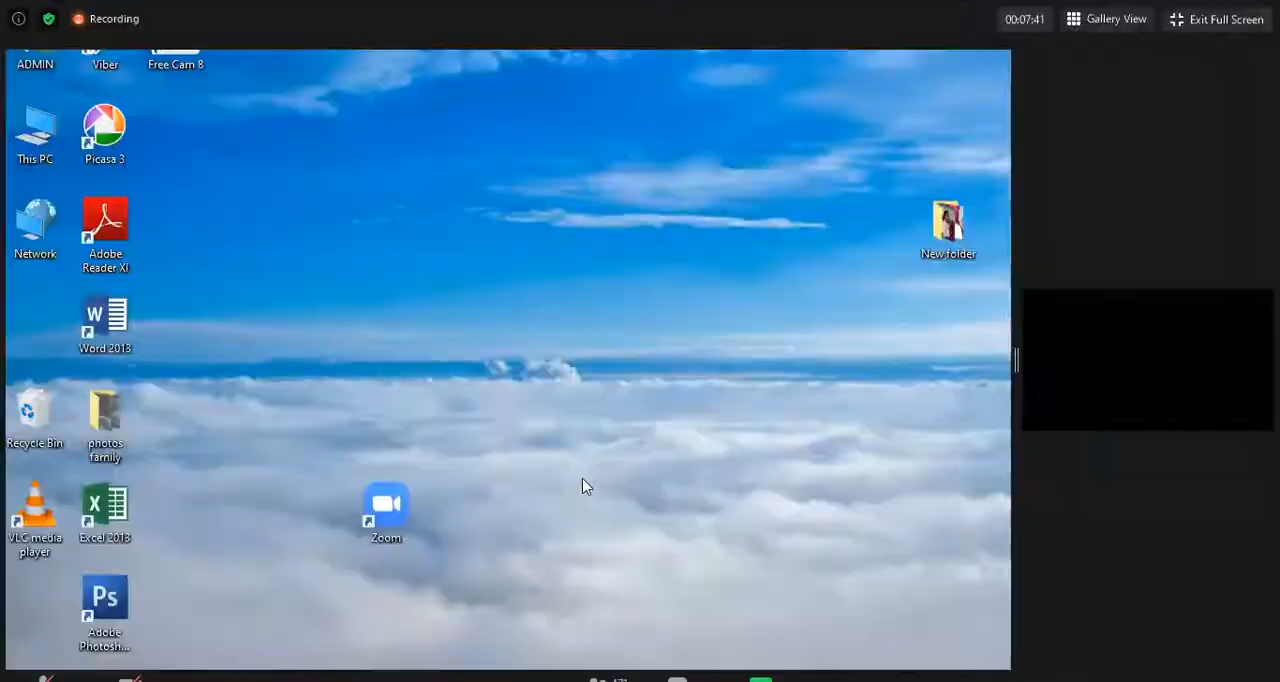 Recording
00:07:41
Gallery View
Exit Full Screen
ADMIN
Viber
Free Cam 8
This PC
Picasa 3
Network
Adobe
Reader XI
New folder
W
Word 2013
Recycle Bin
photos
family
VLC media
player
X
Excel 2013
Zoom
Ps
Adobe
Photosh...